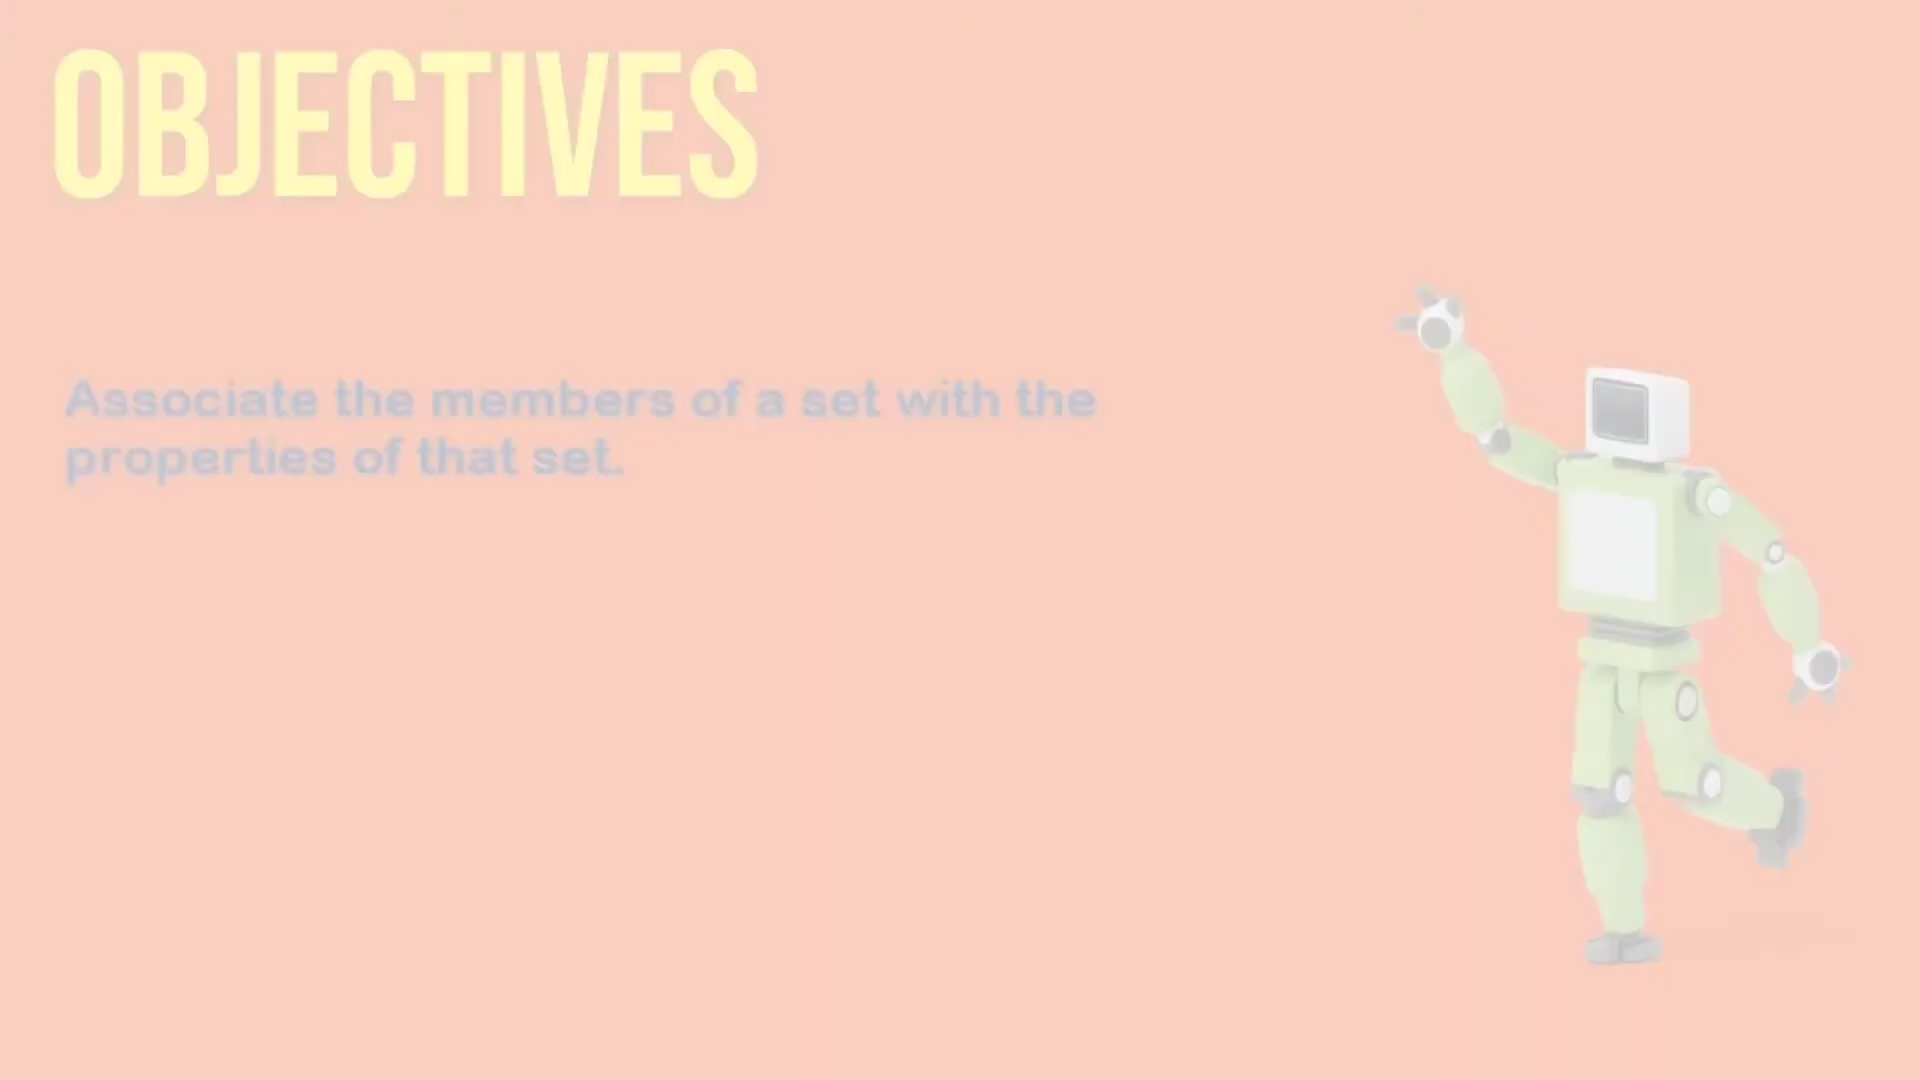 OBJECTIVES
Associate the members of a set with the
properties of that set.